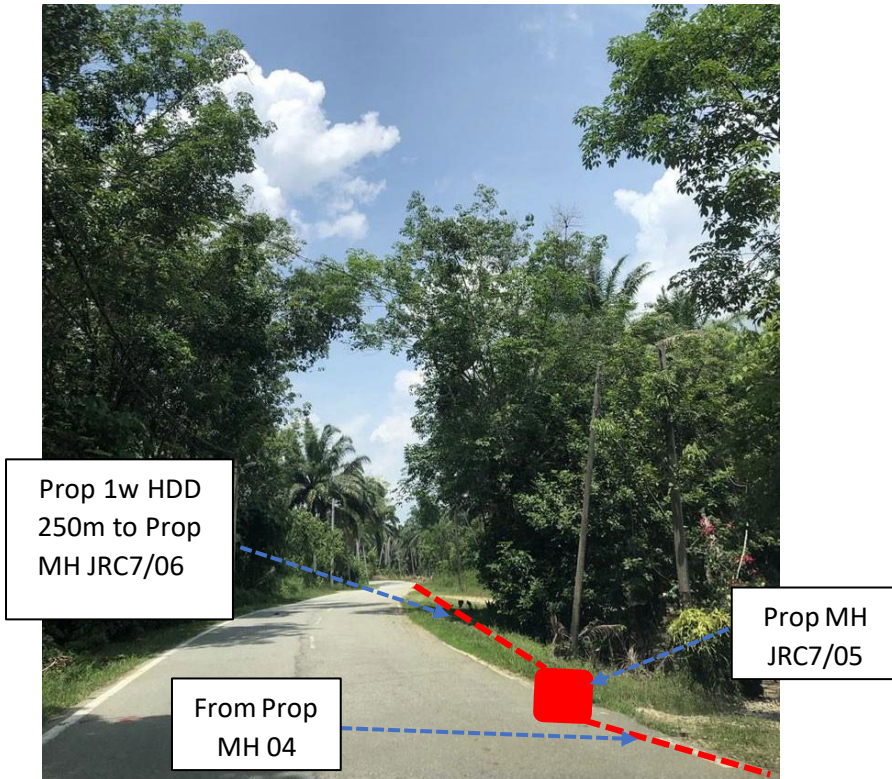 Prop 1w HDD
250m to Prop
MH JRC7/06
Prop MH
JRC7/05
From Prop
MH 04